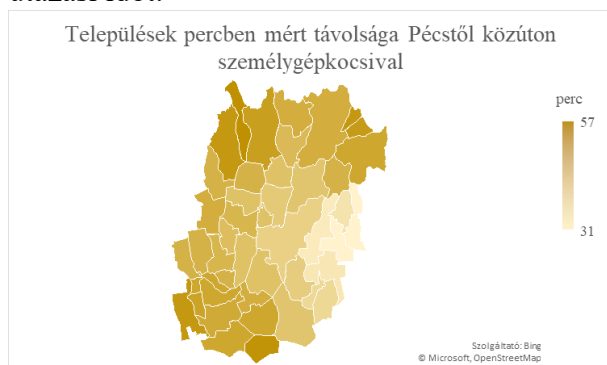 Települések percben mért távolsága Pécstől közúton
személygépkocsival
perc
57
31
Szolgáltató: Bing
© Microsoft, OpenStreetMap